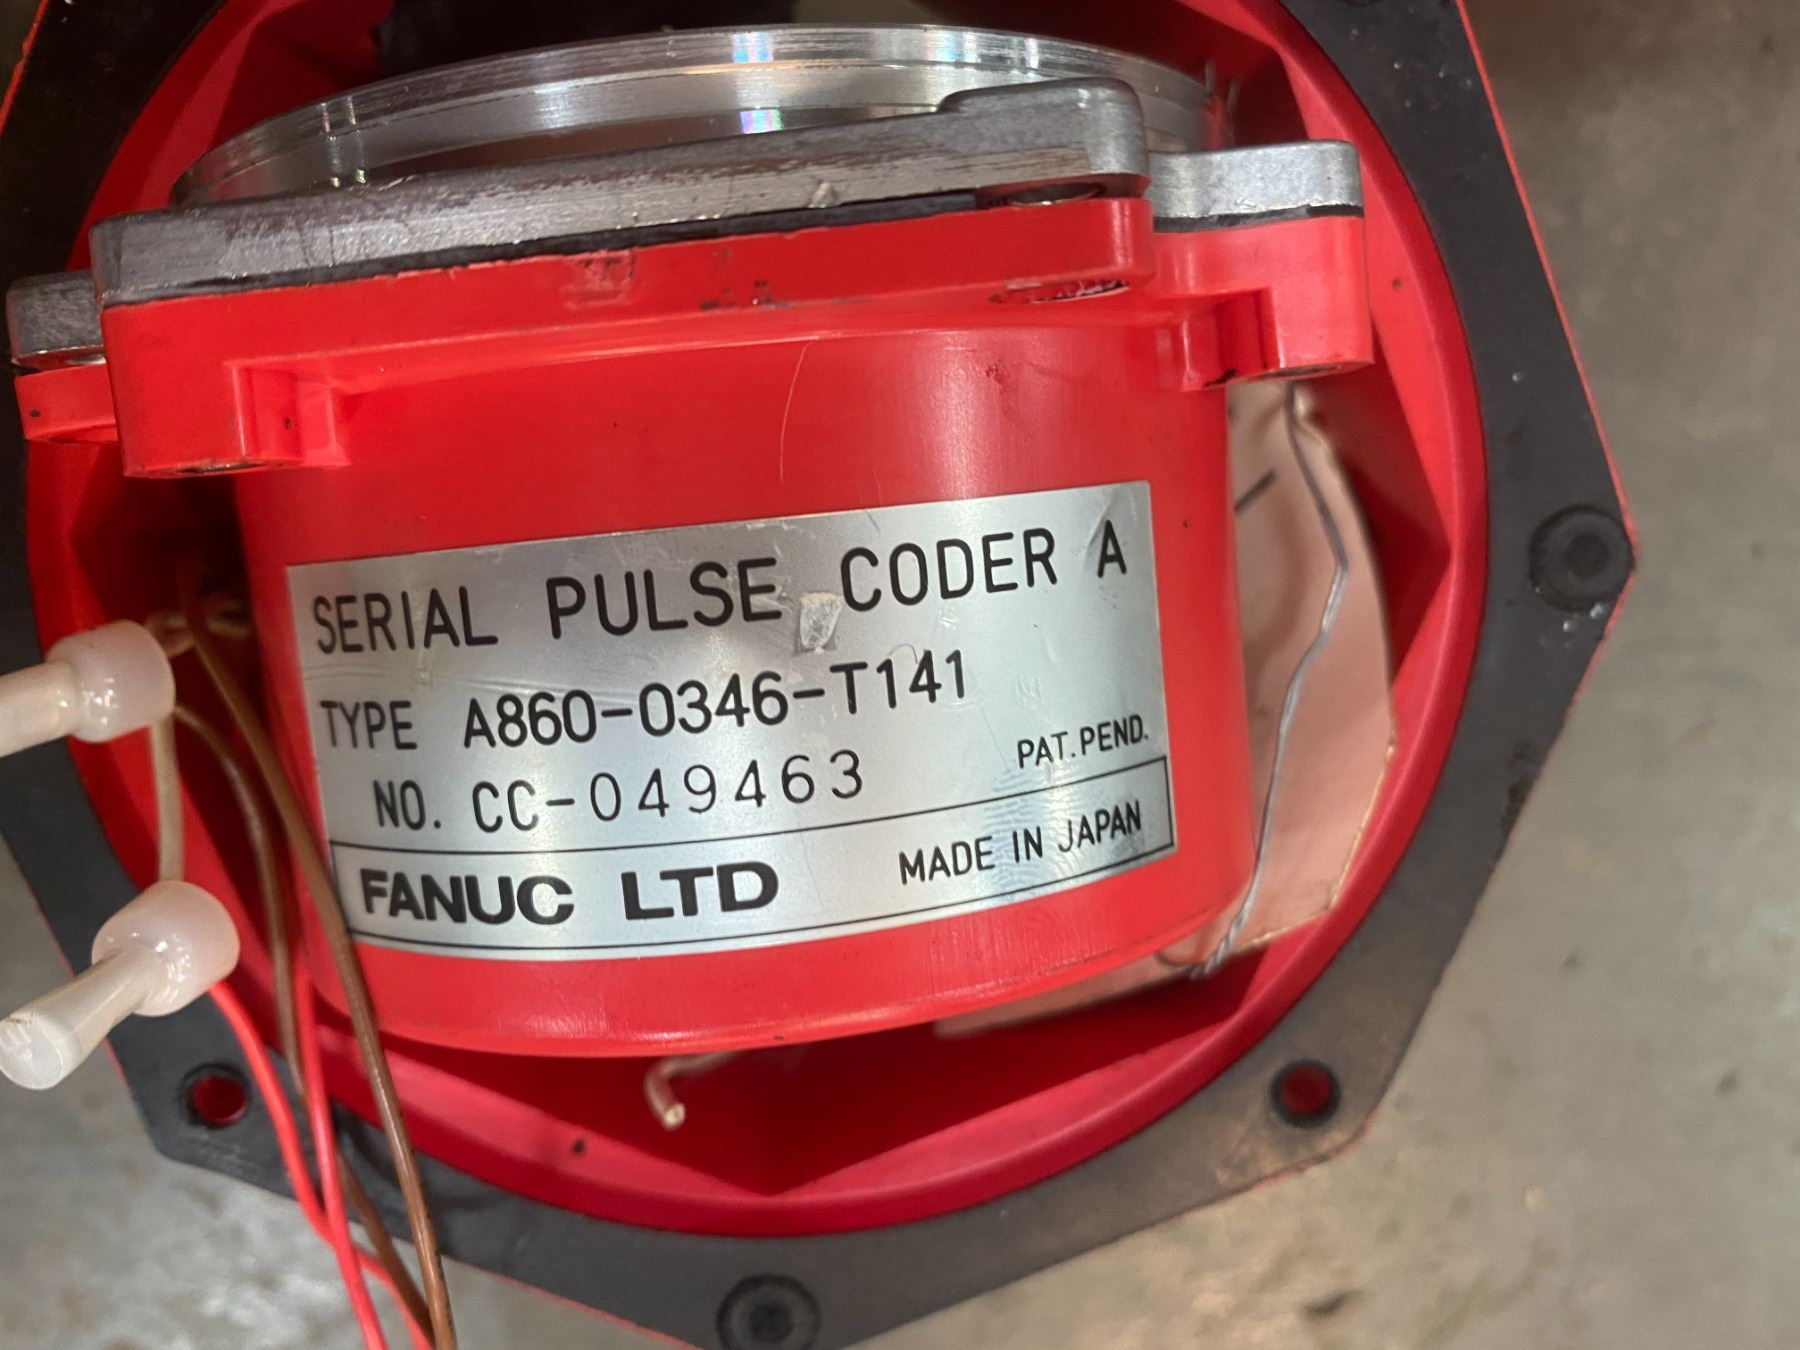 SERIAL PULSE CODER A
TYPE A860-0346-T141
NO. CC-049463 PAT.PEND.
FANUC LTD MADE IN JAPAN